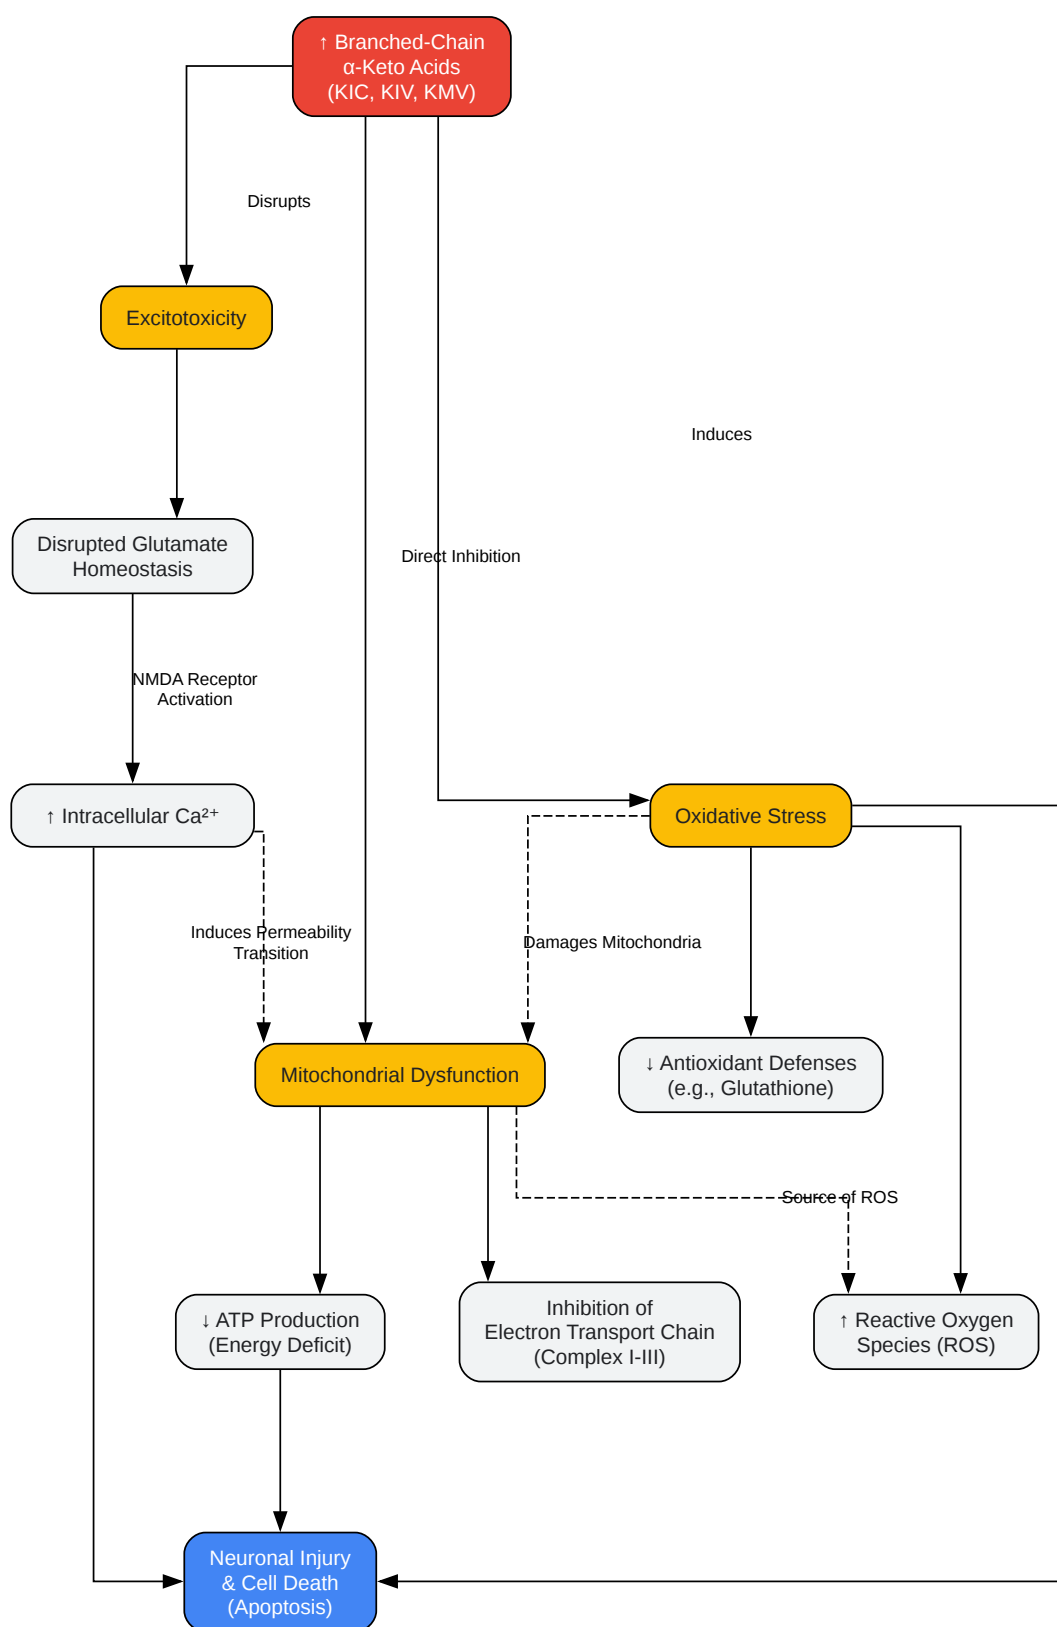 ↑ Branched-Chain
α-Keto Acids
(KIC, KIV, KMV)
Disrupts
Excitotoxicity
Induces
Disrupted Glutamate
Homeostasis
Direct Inhibition
NMDA Receptor
Activation
↑ Intracellular Ca²⁺
Oxidative Stress
Induces Permeability
Transition
Damages Mitochondria
Mitochondrial Dysfunction
↓ Antioxidant Defenses
(e.g., Glutathione)
Source of ROS
↓ ATP Production
(Energy Deficit)
Inhibition of
Electron Transport Chain
(Complex I-III)
↑ Reactive Oxygen
Species (ROS)
Neuronal Injury
& Cell Death
(Apoptosis)